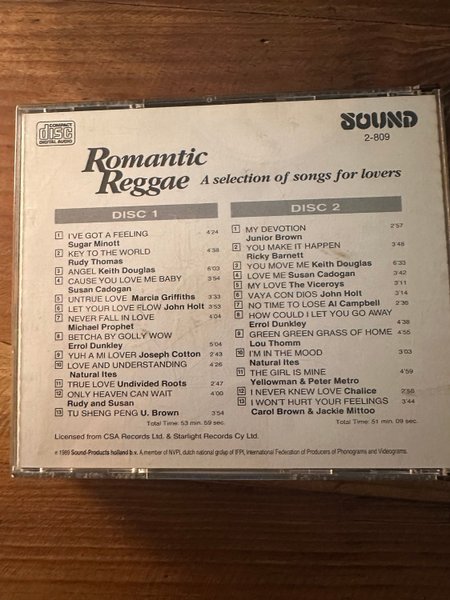 COMPACT
disc
DIGITAL AUDIO
SOUND
2-809
Romantic
Reggae A selection of songs for lovers
DISC 1
1 I'VE GOT A FEELING 4'24
Sugar Minott
2 KEY TO THE WORLD 4'38
Rudy Thomas
3 ANGEL Keith Douglas 6'03
4 CAUSE YOU LOVE ME BABY 3'54
Susan Cadogan
5 UNTRUE LOVE Marcia Griffiths 3'33
6 LET YOUR LOVE FLOW John Holt 3'53
7 NEVER FALL IN LOVE 4'04
Michael Prophet
8 BETCHA BY GOLLY WOW
Errol Dunkley 5'04
9 YUH A MI LOVER Joseph Cotton 2'43
10 LOVE AND UNDERSTANDING 4'26
Natural Ites
11 TRUE LOVE Undivided Roots 2'47
12 ONLY HEAVEN CAN WAIT 4'00
Rudy and Susan
13 TU SHENG PENG U. Brown 3'54
Total Time: 53 min. 59 sec.
DISC 2
1 MY DEVOTION 2'57
Junior Brown
2 YOU MAKE IT HAPPEN 3'48
Ricky Barnett
3 YOU MOVE ME Keith Douglas 6'33
4 LOVE ME Susan Cadogan 3'42
5 MY LOVE The Viceroys 3'11
6 VAYA CON DIOS John Holt 3'14
7 NO TIME TO LOSE Al Campbell 2'36
8 HOW COULD I LET YOU GO AWAY
Errol Dunkley 4'38
9 GREEN GREEN GRASS OF HOME 4'55
Lou Thomm
10 I'M IN THE MOOD 3'03
Natural Ites
11 THE GIRL IS MINE 4'59
Yellowman & Peter Metro
12 I NEVER KNEW LOVE Chalice 2'58
13 I WON'T HURT YOUR FEELINGS 3'44
Carol Brown & Jackie Mittoo
Total Time: 51 min. 09 sec.
Licensed from CSA Records Ltd. & Starlight Records Cy Ltd.
℗ 1989 Sound-Products holland b.v. A member of NVPI, dutch national group of IFPI, International Federation of Producers of Phonograms and Videograms.